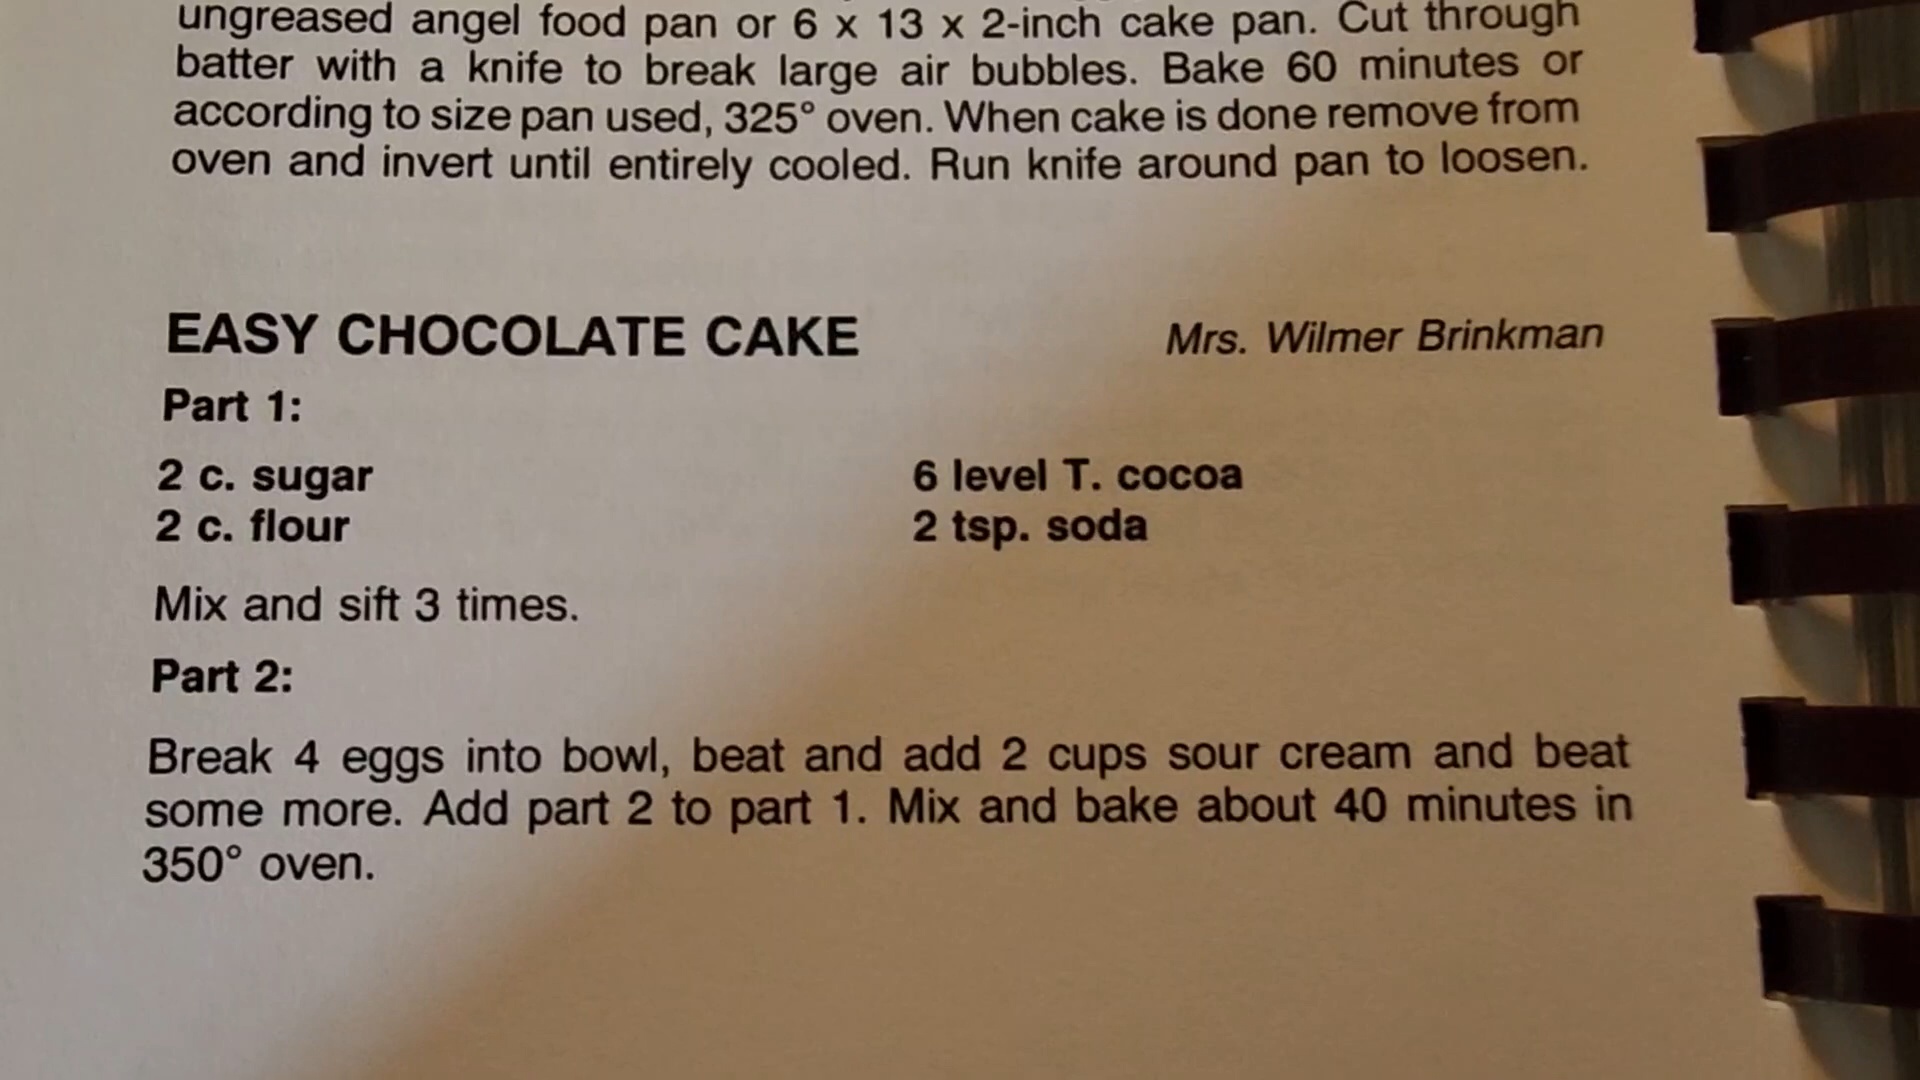 ungreased angel food pan or 6 x 13 x 2-inch cake pan. Cut through
batter with a knife to break large air bubbles. Bake 60 minutes or
according to size pan used, 325° oven. When cake is done remove from
oven and invert until entirely cooled. Run knife around pan to loosen.
EASY CHOCOLATE CAKE Mrs. Wilmer Brinkman
Part 1:
2 c. sugar 6 level T. cocoa
2 c. flour 2 tsp. soda
Mix and sift 3 times.
Part 2:
Break 4 eggs into bowl, beat and add 2 cups sour cream and beat
some more. Add part 2 to part 1. Mix and bake about 40 minutes in
350° oven.